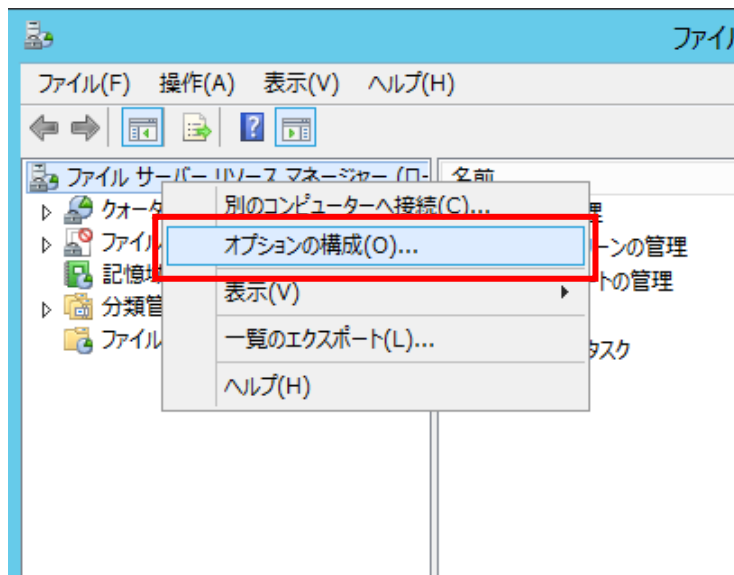 ファイル
ファイル(F) 操作(A) 表示(V) ヘルプ(H)
ファイル サーバー リソース マネージャー (ロ-
名前
クォータ
ファイル
記憶域
分類管
ファイル
別のコンピューターへ接続(C)...
オプションの構成(O)...
表示(V)
一覧のエクスポート(L)...
ヘルプ(H)
理
ーンの管理
トの管理
タスク